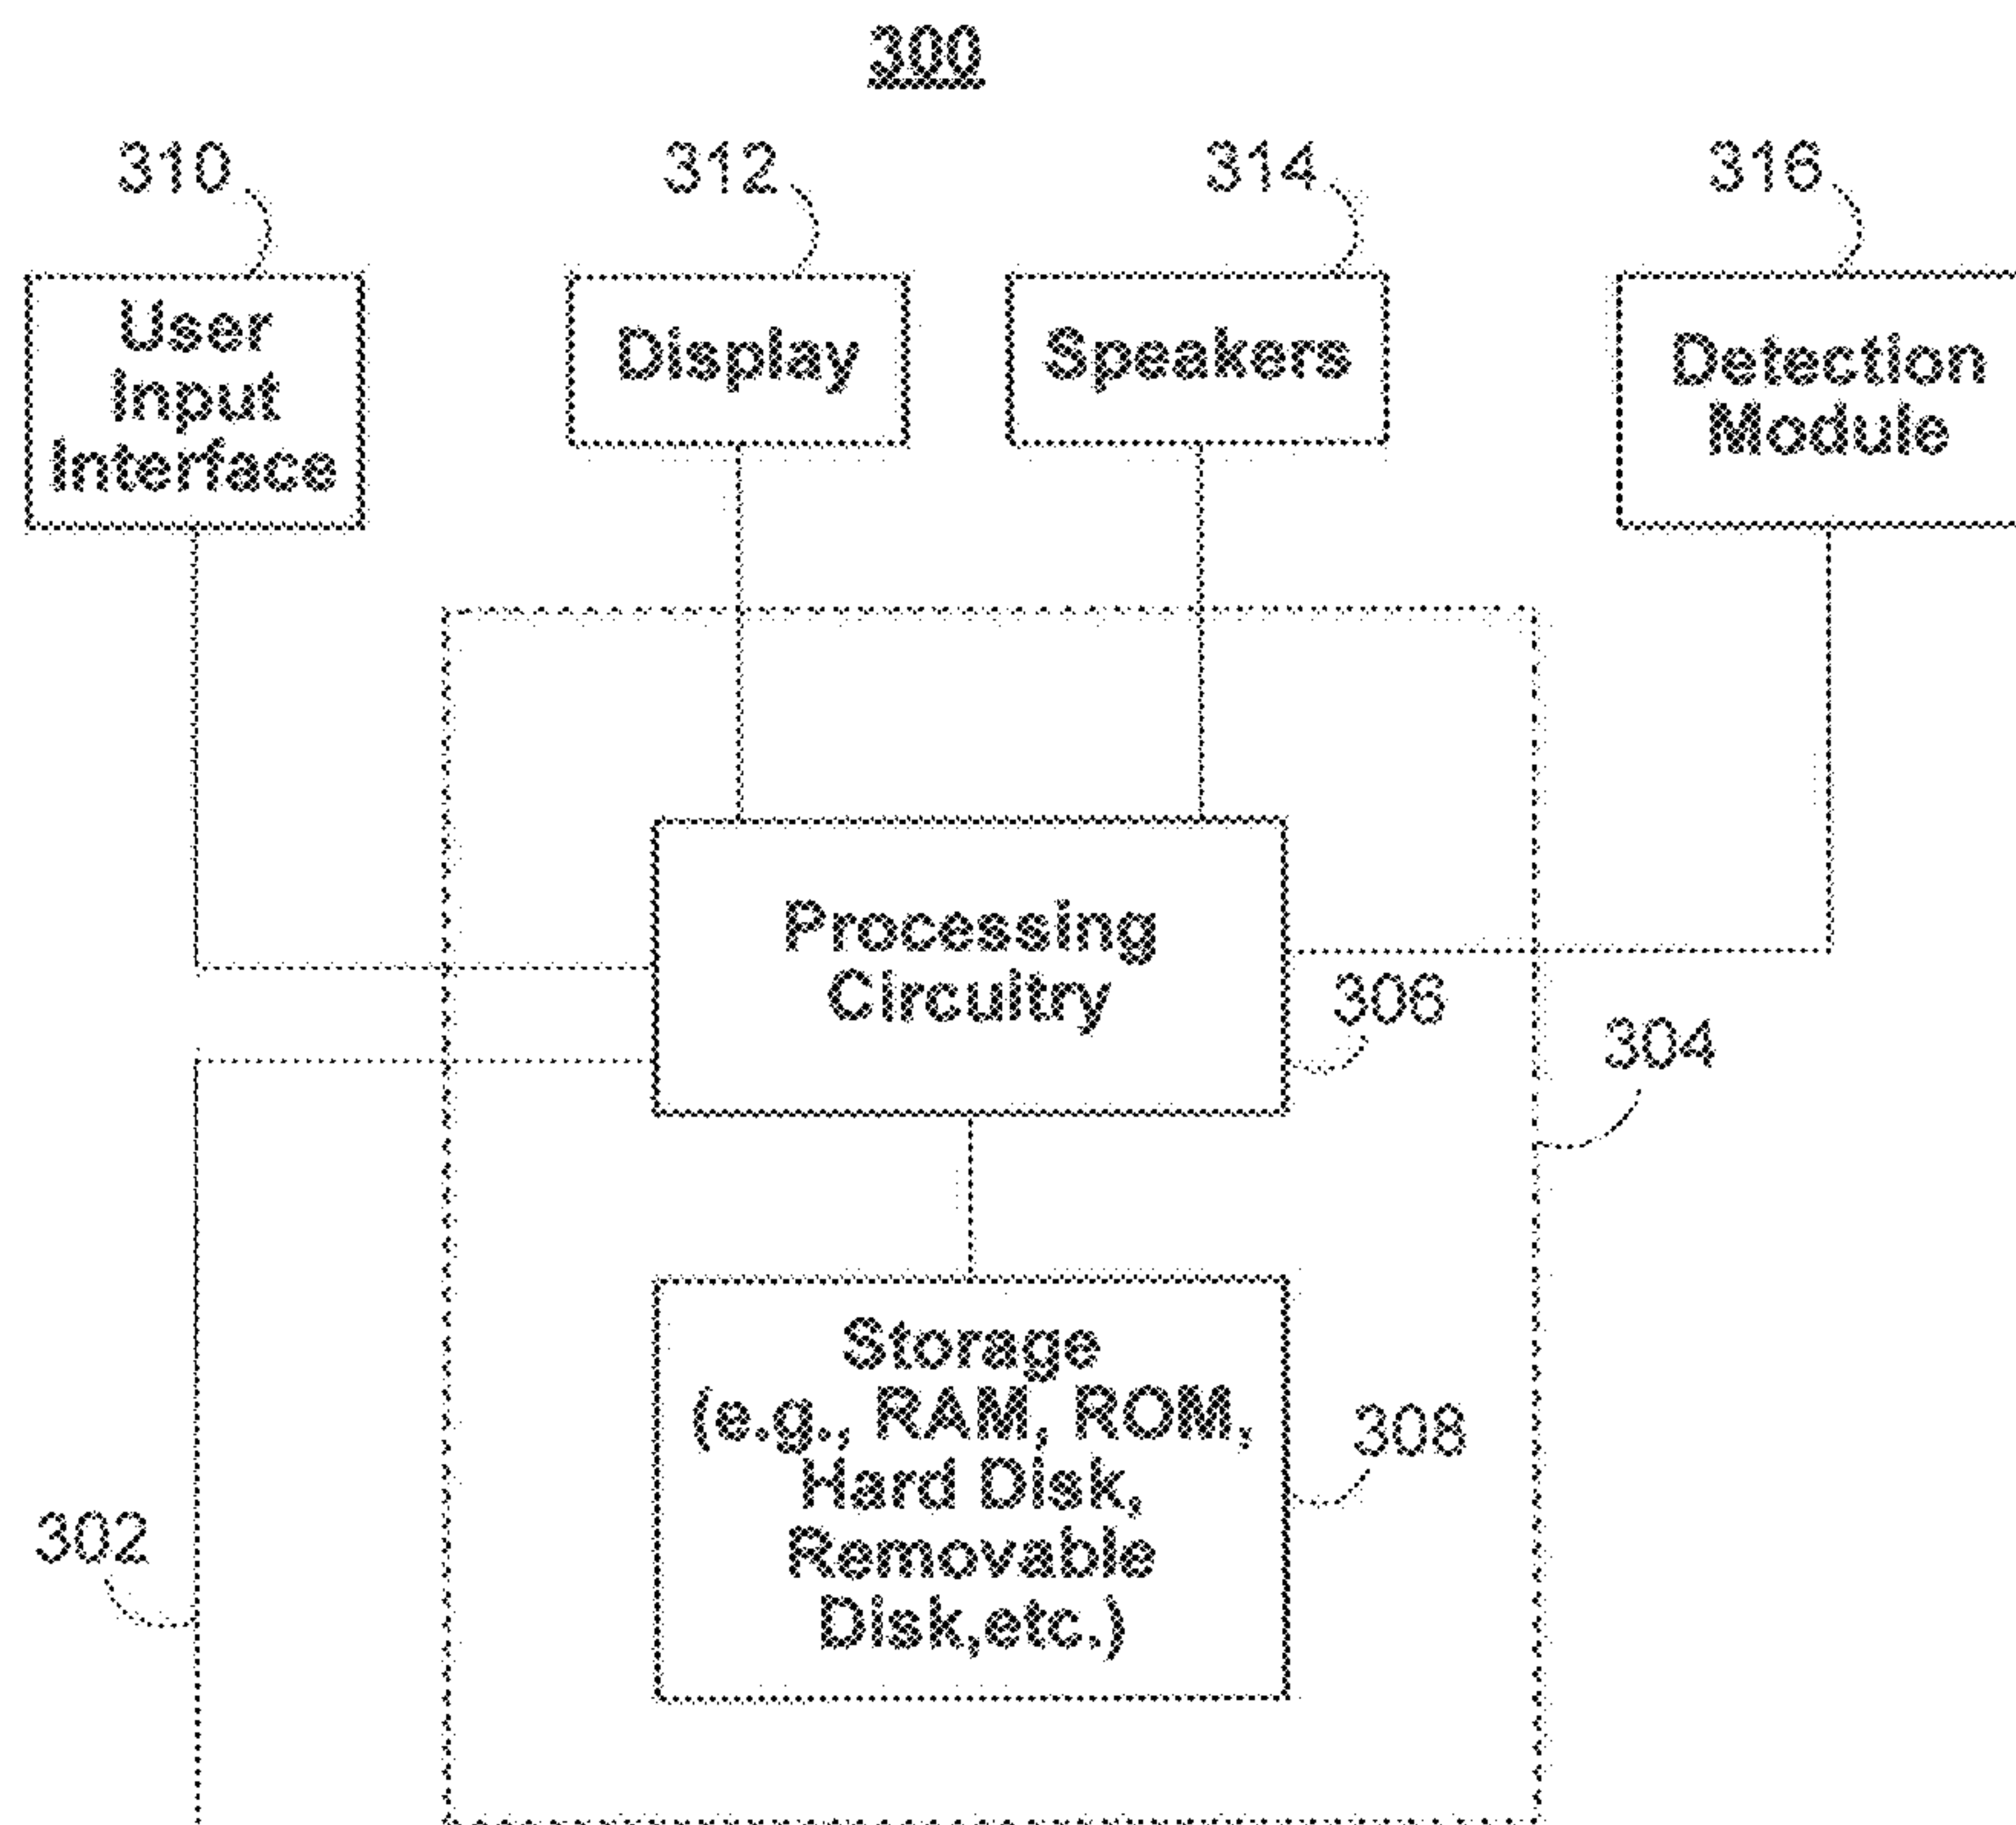 300
310
312
314
316
User
Input
Interface
Display
Speakers
Detection
Module
Processing
Circuitry
306
304
Storage
(e.g., RAM, ROM,
Hard Disk,
Removable
Disk,etc.)
308
302